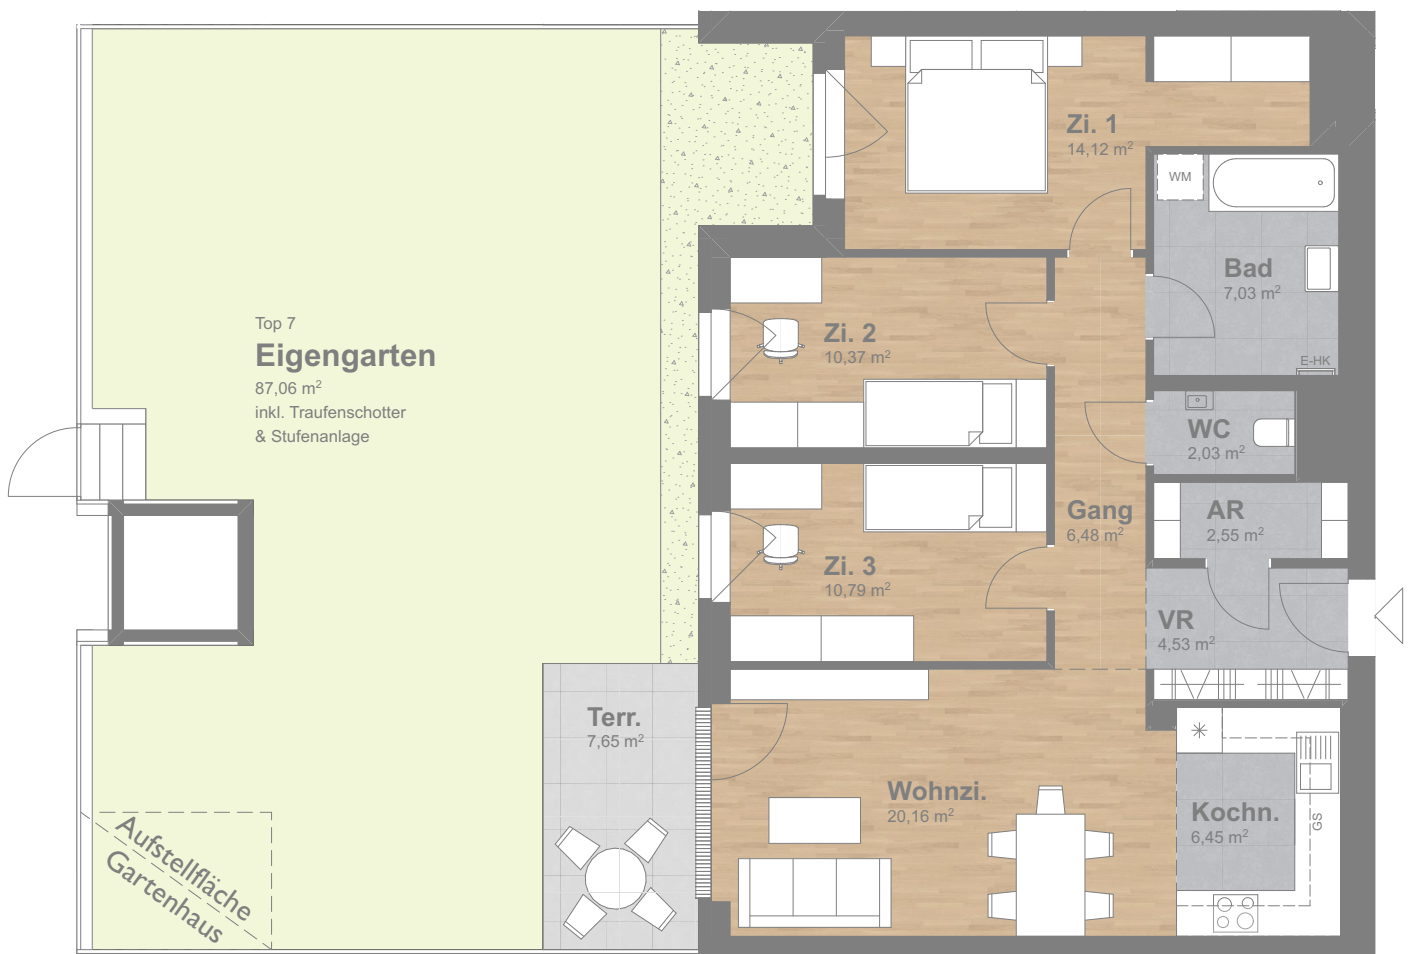 Zi. 1
14,12 m²
WM
Bad
7,03 m²
E-HK
Top 7
Eigengarten
87,06 m²
inkl. Traufenschotter
& Stufenanlage
Zi. 2
10,37 m²
WC
2,03 m²
Gang
6,48 m²
AR
2,55 m²
Zi. 3
10,79 m²
VR
4,53 m²
Terr.
7,65 m²
Wohnzi.
20,16 m²
Kochn.
6,45 m²
GS
Aufstellfläche
Gartenhaus